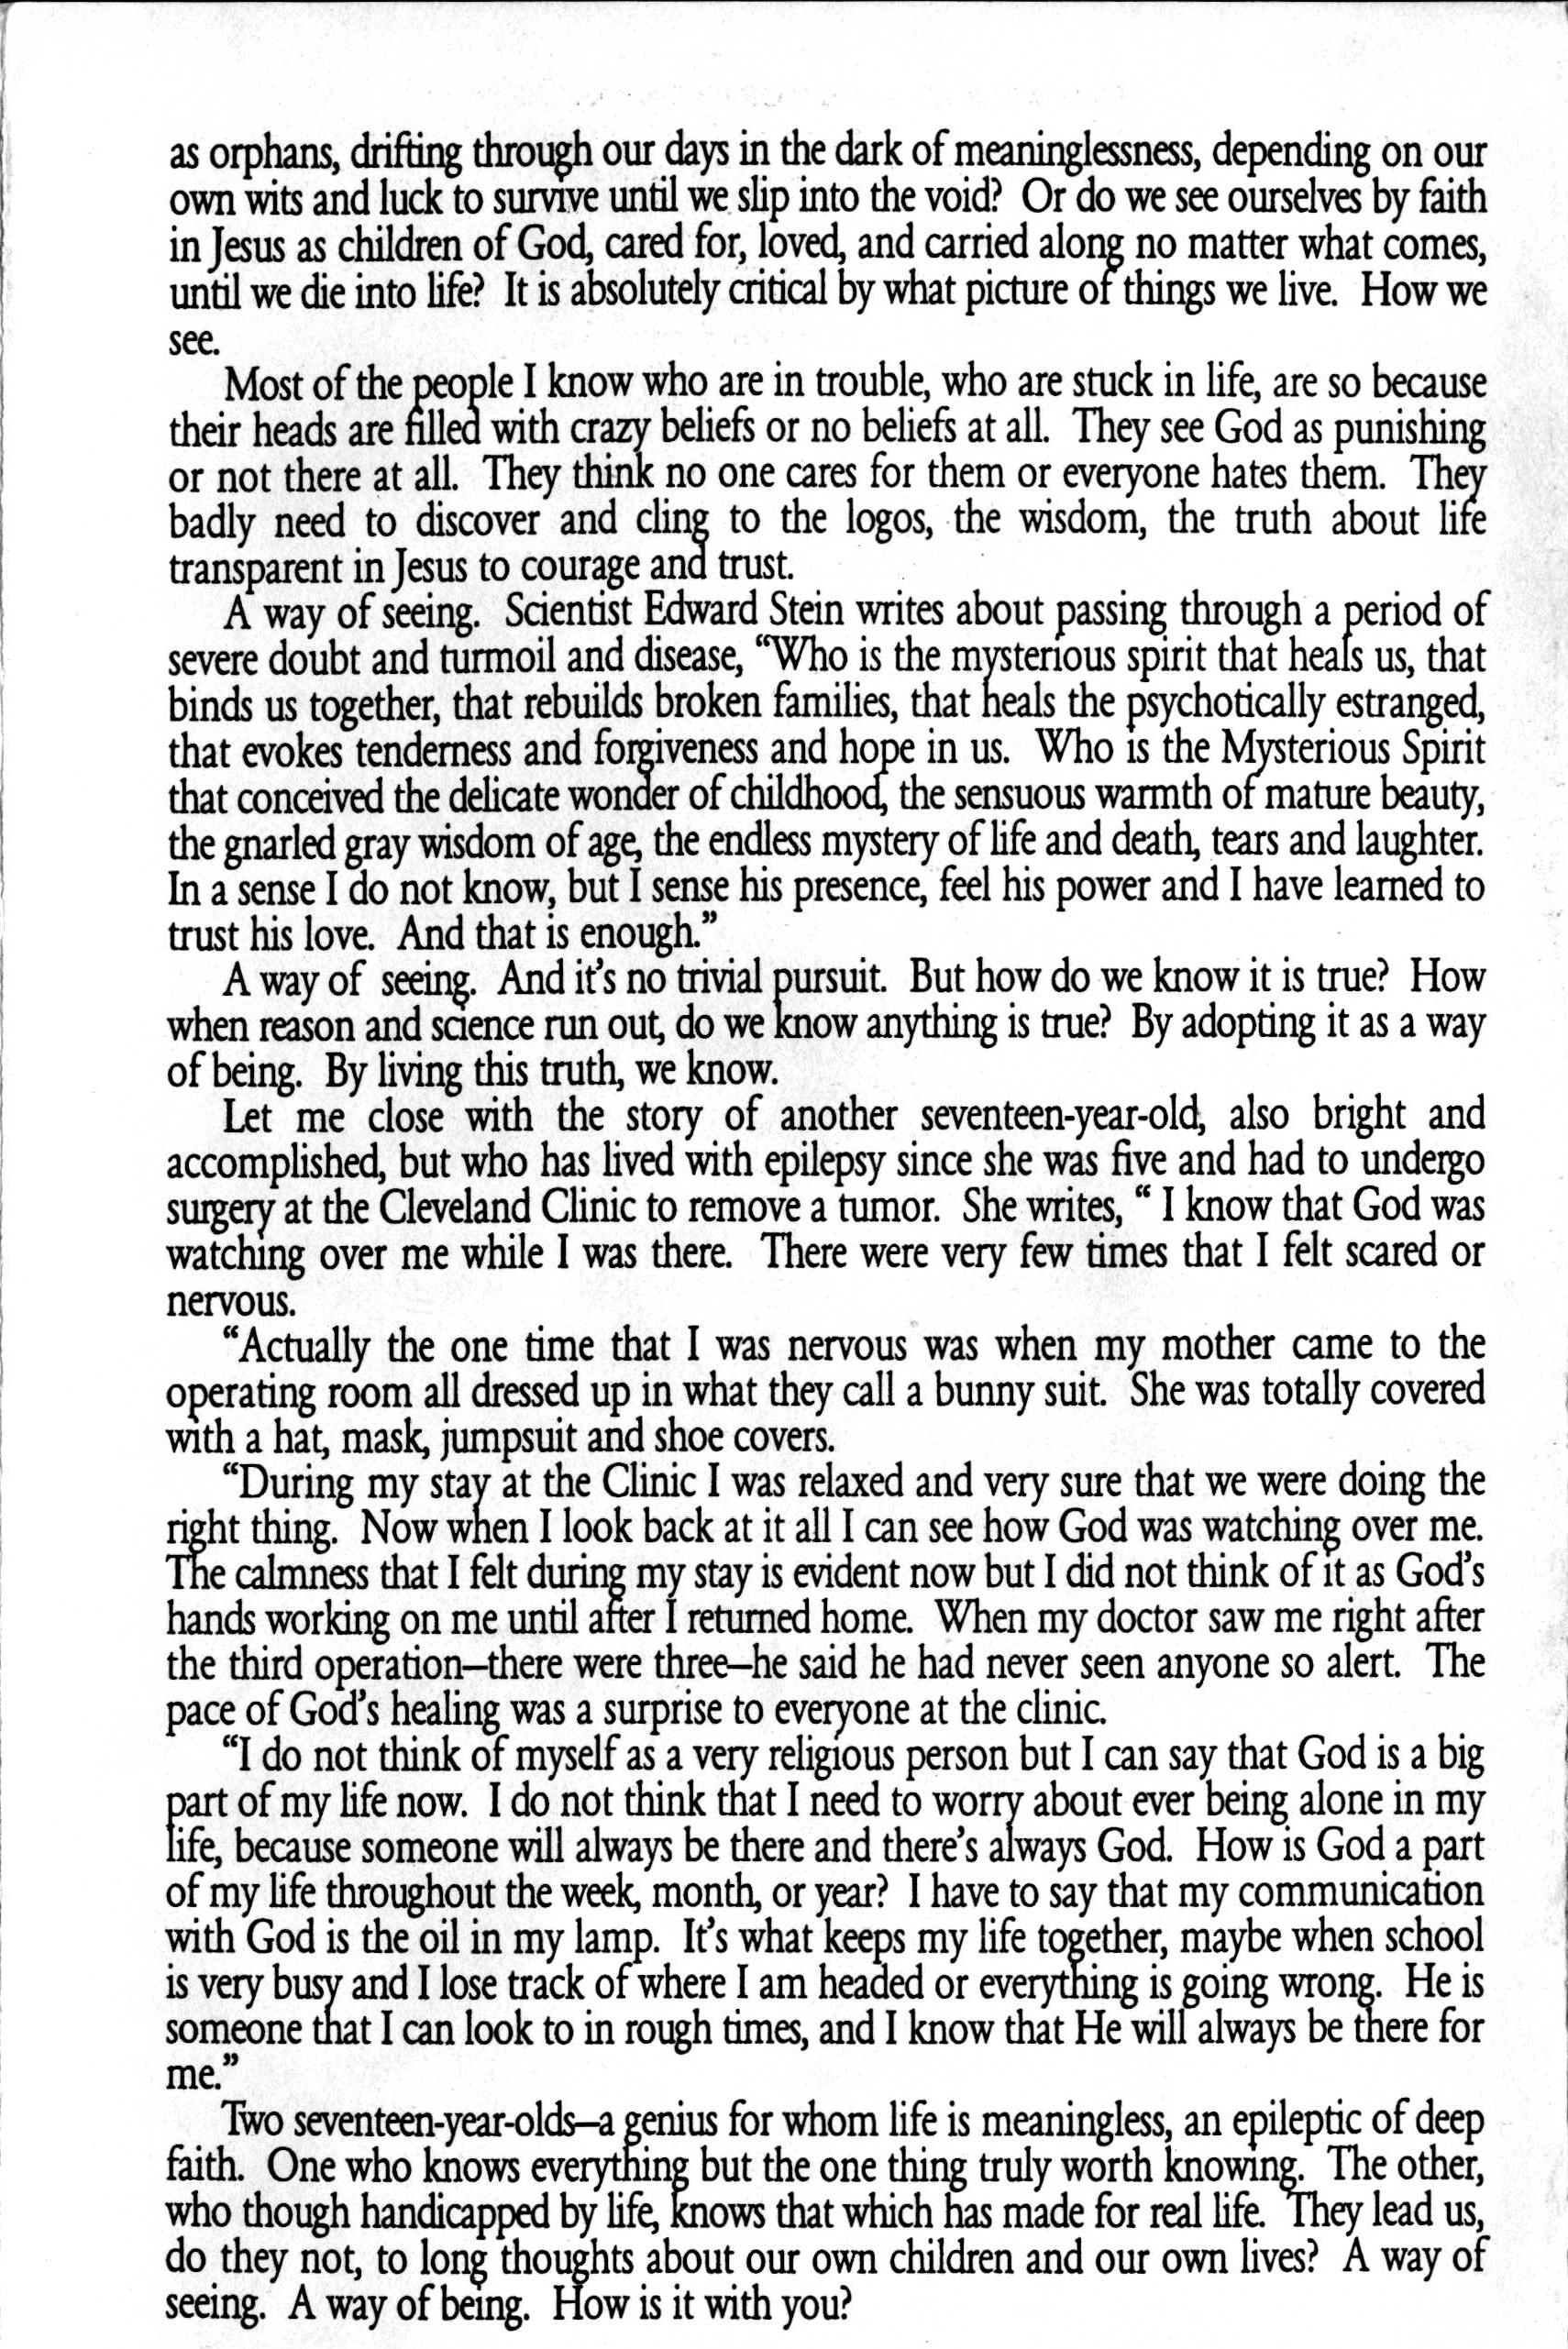 as orphans, drifting through our days in the dark of meaninglessness, depending on our
own wits and luck to survive until we slip into the void? Or do we see ourselves by faith
in Jesus as children of God, cared for, loved, and carried along no matter what comes,
until we die into life? It is absolutely critical by what picture of things we live. How we
see.
Most of the people I know who are in trouble, who are stuck in life, are so because
their heads are filled with crazy beliefs or no beliefs at all. They see God as punishing
or not there at all. They think no one cares for them or everyone hates them. They
badly need to discover and cling to the logos, the wisdom, the truth about life
transparent in Jesus to courage and trust.
A way of seeing. Scientist Edward Stein writes about passing through a period of
severe doubt and turmoil and disease, “Who is the mysterious spirit that heals us, that
binds us together, that rebuilds broken families, that heals the psychotically estranged,
that evokes tenderness and forgiveness and hope in us. Who is the Mysterious Spirit
that conceived the delicate wonder of childhood, the sensuous warmth of mature beauty,
the gnarled gray wisdom of age, the endless mystery of life and death, tears and laughter.
In a sense I do not know, but I sense his presence, feel his power and I have learned to
trust his love. And that is enough.”
A way of seeing. And it’s no trivial pursuit. But how do we know it is true? How
when reason and science run out, do we know anything is true? By adopting it as a way
of being. By living this truth, we know.
Let me close with the story of another seventeen-year-old, also bright and
accomplished, but who has lived with epilepsy since she was five and had to undergo
surgery at the Cleveland Clinic to remove a tumor. She writes, “ I know that God was
watching over me while I was there. There were very few times that I felt scared or
nervous.
“Actually the one time that I was nervous was when my mother came to the
operating room all dressed up in what they call a bunny suit. She was totally covered
with a hat, mask, jumpsuit and shoe covers.
“During my stay at the Clinic I was relaxed and very sure that we were doing the
right thing. Now when I look back at it all I can see how God was watching over me.
The calmness that I felt during my stay is evident now but I did not think of it as God’s
hands working on me until after I returned home. When my doctor saw me right after
the third operation–there were three–he said he had never seen anyone so alert. The
pace of God’s healing was a surprise to everyone at the clinic.
“I do not think of myself as a very religious person but I can say that God is a big
part of my life now. I do not think that I need to worry about ever being alone in my
life, because someone will always be there and there’s always God. How is God a part
of my life throughout the week, month, or year? I have to say that my communication
with God is the oil in my lamp. It’s what keeps my life together, maybe when school
is very busy and I lose track of where I am headed or everything is going wrong. He is
someone that I can look to in rough times, and I know that He will always be there for
me.”
Two seventeen-year-olds–a genius for whom life is meaningless, an epileptic of deep
faith. One who knows everything but the one thing truly worth knowing. The other,
who though handicapped by life, knows that which has made for real life. They lead us,
do they not, to long thoughts about our own children and our own lives? A way of
seeing. A way of being. How is it with you?